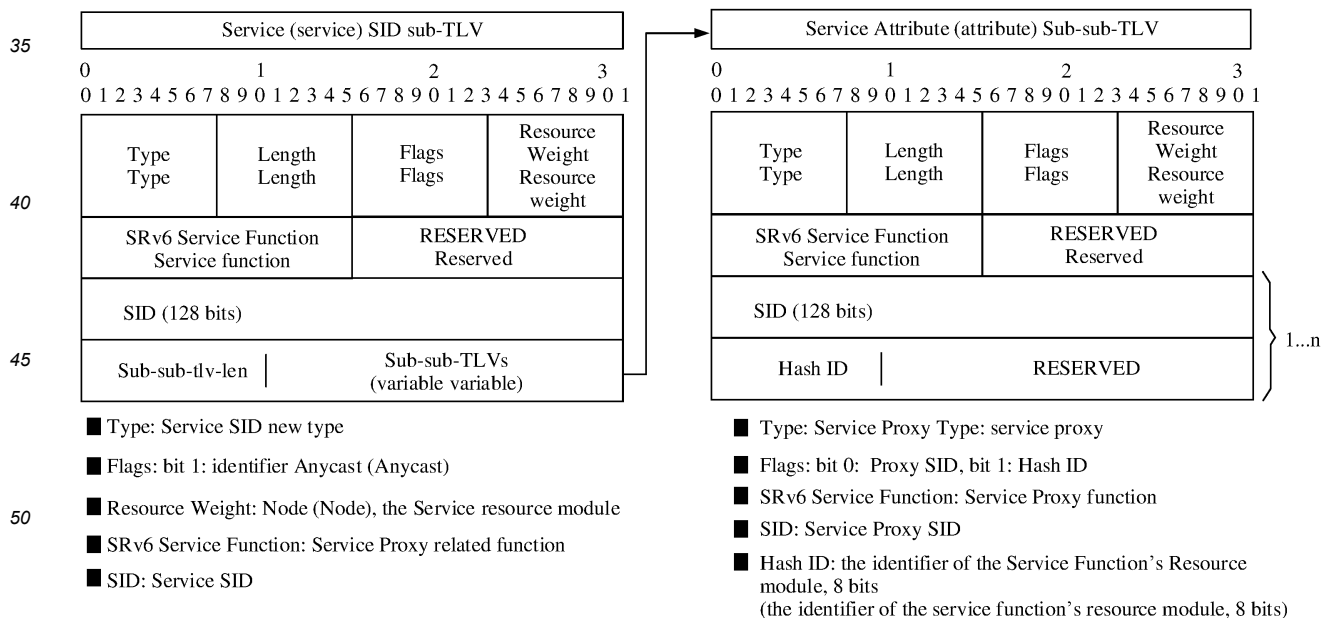 35
Service (service) SID sub-TLV
0 1 2 3
0 1 2 3 4 5 6 7 8 9 0 1 2 3 4 5 6 7 8 9 0 1 2 3 4 5 6 7 8 9 0 1
Type
Type
Length
Length
Flags
Flags
Resource
Weight
Resource
weight
40
SRv6 Service Function
Service function
RESERVED
Reserved
SID (128 bits)
45
Sub-sub-tlv-len
Sub-sub-TLVs
(variable variable)
■ Type: Service SID new type
■ Flags: bit 1: identifier Anycast (Anycast)
■ Resource Weight: Node (Node), the Service resource module
50
■ SRv6 Service Function: Service Proxy related function
■ SID: Service SID
Service Attribute (attribute) Sub-sub-TLV
0 1 2 3
0 1 2 3 4 5 6 7 8 9 0 1 2 3 4 5 6 7 8 9 0 1 2 3 4 5 6 7 8 9 0 1
Type
Type
Length
Length
Flags
Flags
Resource
Weight
Resource
weight
SRv6 Service Function
Service function
RESERVED
Reserved
SID (128 bits)
Hash ID
RESERVED
1...n
■ Type: Service Proxy Type: service proxy
■ Flags: bit 0: Proxy SID, bit 1: Hash ID
■ SRv6 Service Function: Service Proxy function
■ SID: Service Proxy SID
■ Hash ID: the identifier of the Service Function's Resource
module, 8 bits
(the identifier of the service function's resource module, 8 bits)